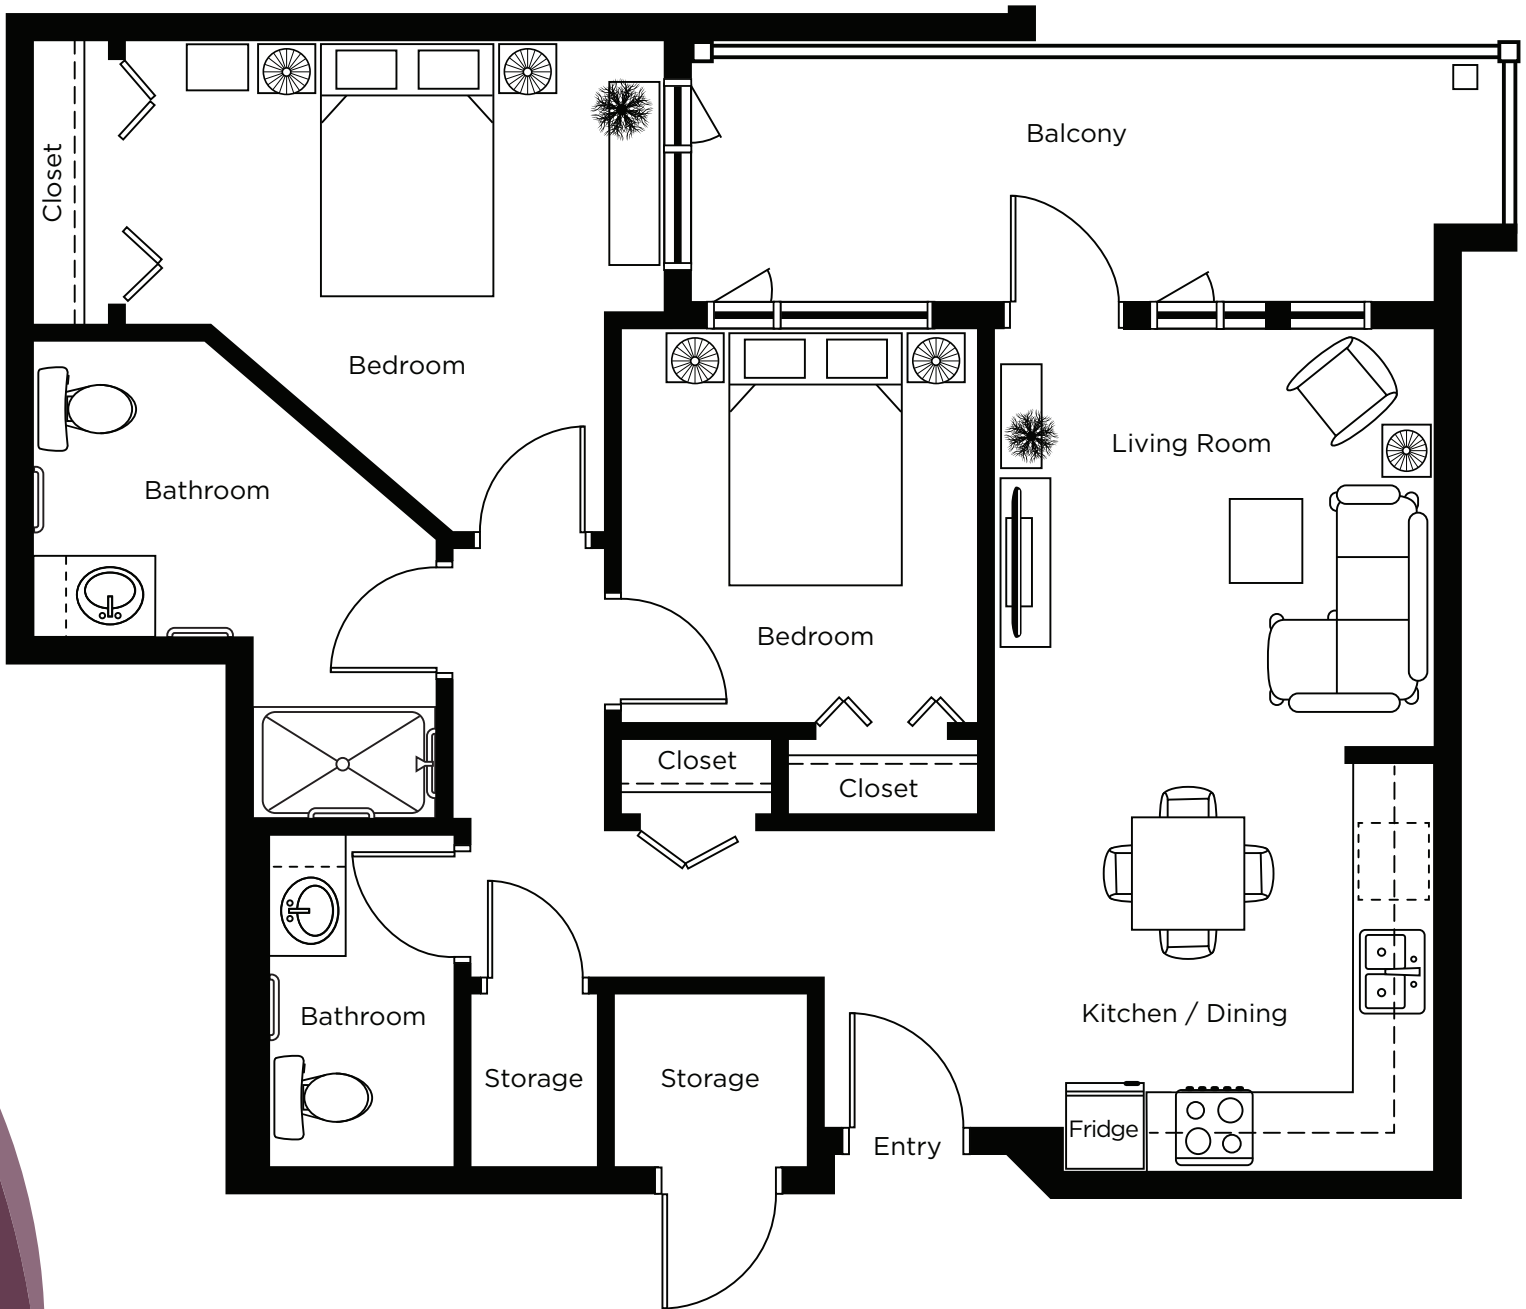 Balcony
Closet
Bedroom
Living Room
Bathroom
Bedroom
Closet
Closet
Kitchen / Dining
Bathroom
Storage
Storage
Fridge
Entry